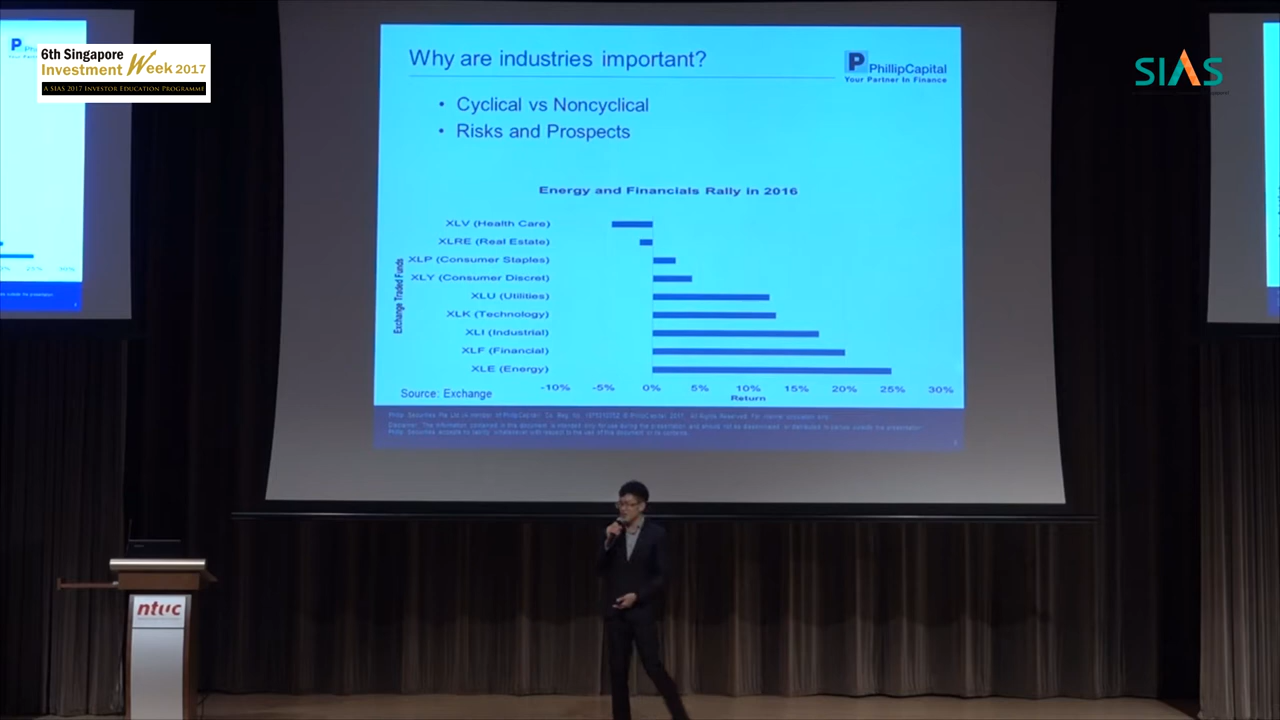 6th Singapore
Investment Week 2017
A SIAS 2017 INVESTOR EDUCATION PROGRAMME
SIAS
Why are industries important?
P PhillipCapital
Your Partner In Finance
• Cyclical vs Noncyclical
• Risks and Prospects
Energy and Financials Rally in 2016
Exchange Traded Funds
XLV (Health Care)
XLRE (Real Estate)
XLP (Consumer Staples)
XLY (Consumer Discret)
XLU (Utilities)
XLK (Technology)
XLI (Industrial)
XLF (Financial)
XLE (Energy)
-10% -5% 0% 5% 10% 15% 20% 25% 30%
Return
Source: Exchange
ntuc